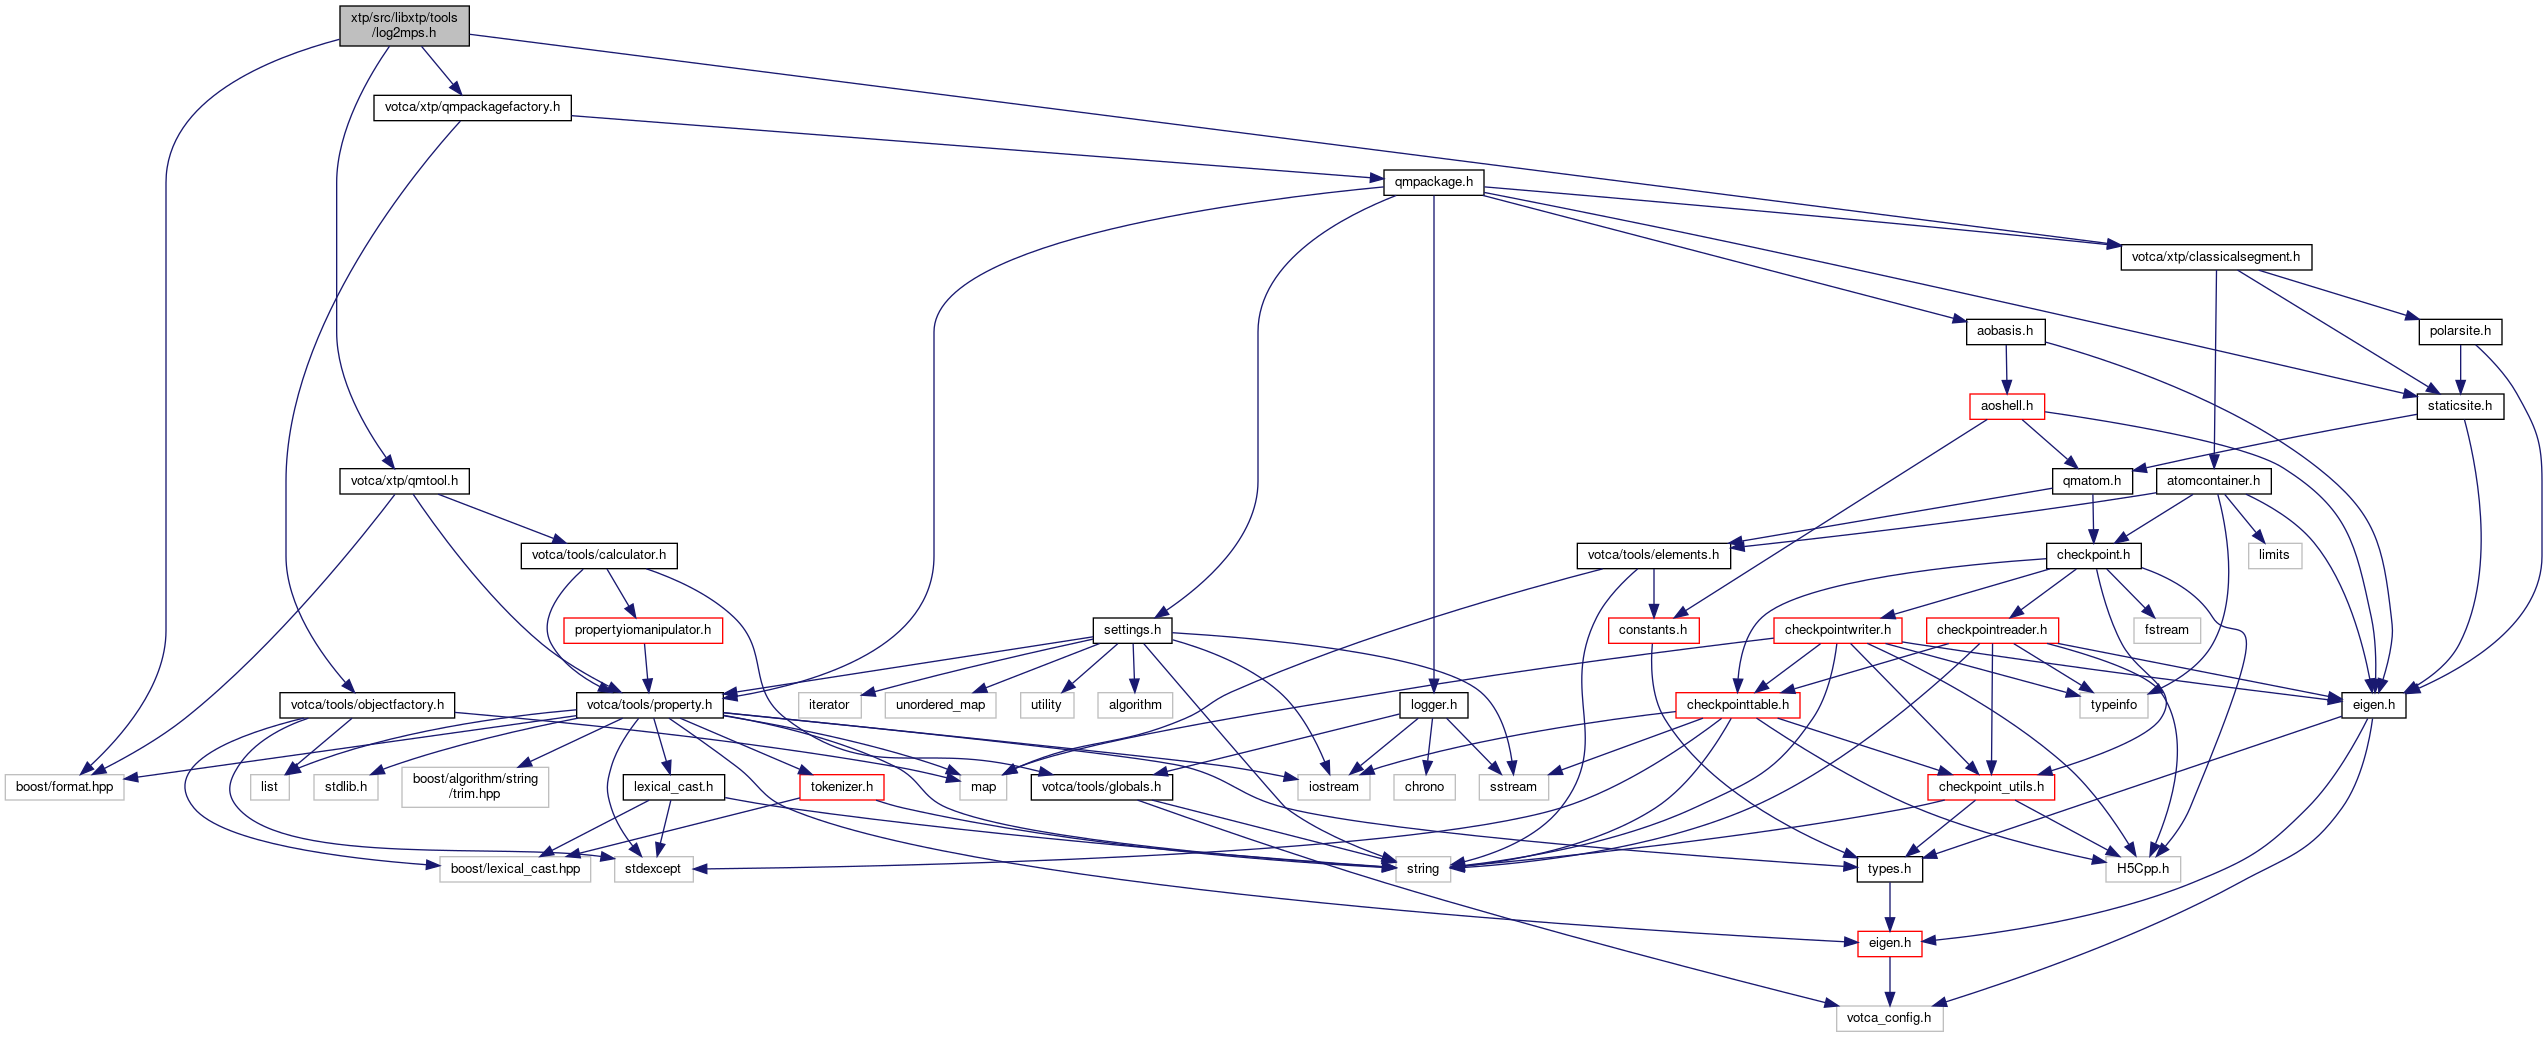 xtp/src/libxtp/tools
/log2mps.h
votca/xtp/qmpackagefactory.h
qmpackage.h
votca/xtp/classicalsegment.h
aobasis.h
polarsite.h
aoshell.h
staticsite.h
votca/xtp/qmtool.h
qmatom.h
atomcontainer.h
votca/tools/calculator.h
votca/tools/elements.h
checkpoint.h
limits
propertyiomanipulator.h
settings.h
constants.h
checkpointwriter.h
checkpointreader.h
fstream
votca/tools/objectfactory.h
votca/tools/property.h
iterator
unordered_map
utility
algorithm
logger.h
checkpointtable.h
typeinfo
eigen.h
boost/format.hpp
list
stdlib.h
boost/algorithm/string
/trim.hpp
lexical_cast.h
tokenizer.h
map
votca/tools/globals.h
iostream
chrono
sstream
checkpoint_utils.h
boost/lexical_cast.hpp
stdexcept
string
types.h
H5Cpp.h
eigen.h
votca_config.h